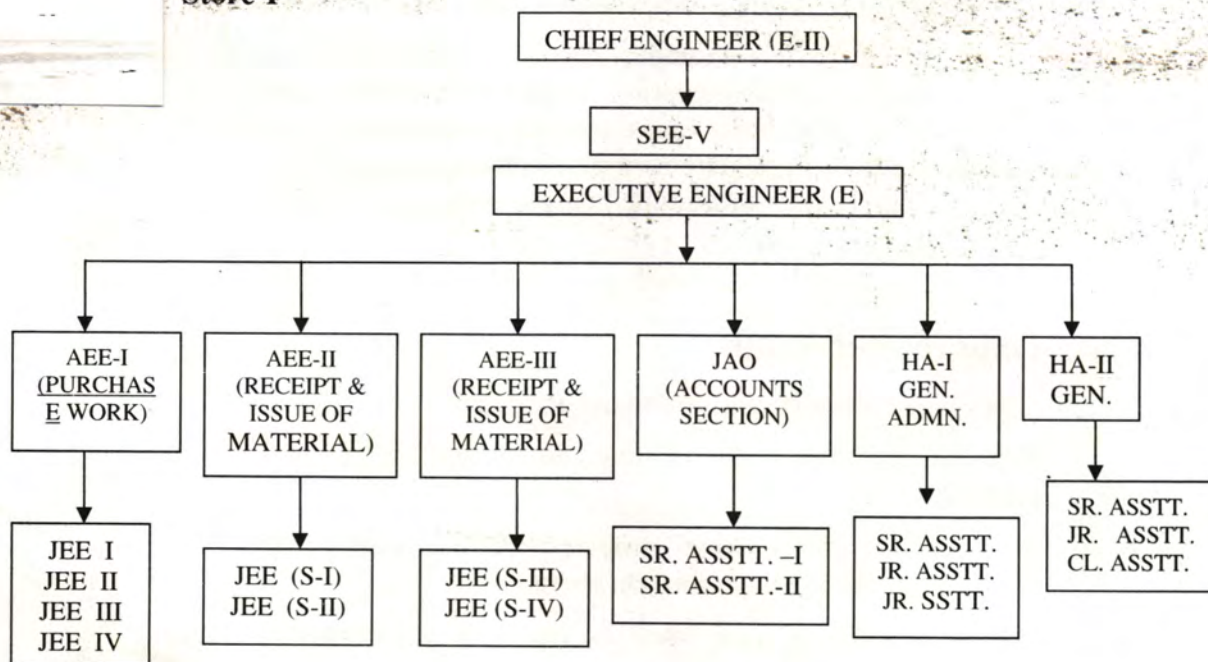 Store-I
CHIEF ENGINEER (E-II)
SEE-V
EXECUTIVE ENGINEER (E)
AEE-I
(PURCHAS
E WORK)
AEE-II
(RECEIPT &
ISSUE OF
MATERIAL)
AEE-III
(RECEIPT &
ISSUE OF
MATERIAL)
JAO
(ACCOUNTS
SECTION)
HA-I
GEN.
ADMN.
HA-II
GEN.
JEE I
JEE II
JEE III
JEE IV
JEE (S-I)
JEE (S-II)
JEE (S-III)
JEE (S-IV)
SR. ASSTT. –I
SR. ASSTT.-II
SR. ASSTT.
JR. ASSTT.
JR. SSTT.
SR. ASSTT.
JR. ASSTT.
CL. ASSTT.